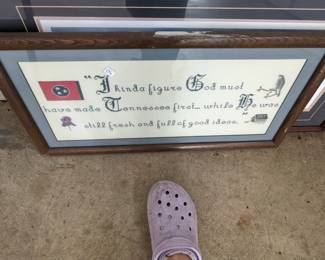 "I kinda figure God must
have made Tennessee first... while He was
still fresh and full of good ideas."